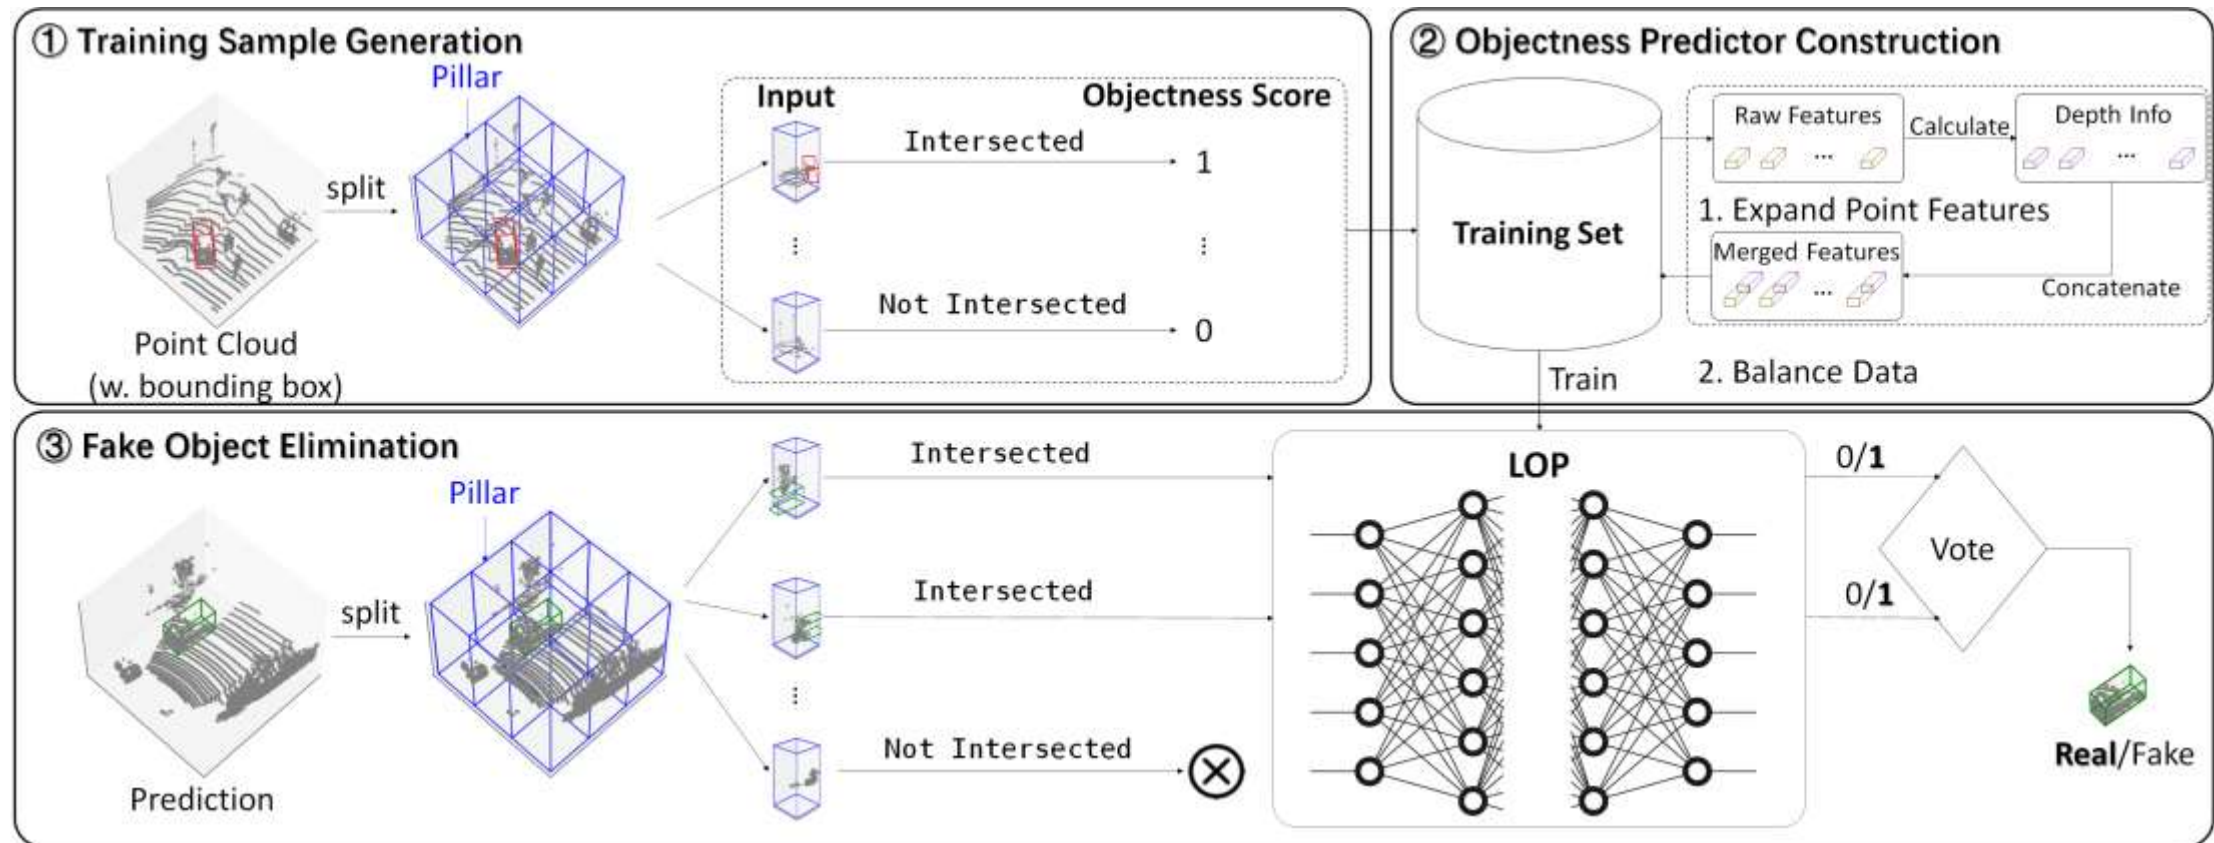 ① Training Sample Generation
Pillar
split
Point Cloud
(w. bounding box)
Input
Objectness Score
Intersected
1
⋮
⋮
Not Intersected
0
② Objectness Predictor Construction
Training Set
Raw Features
...
Calculate
Depth Info
...
1. Expand Point Features
Merged Features
...
Concatenate
2. Balance Data
Train
③ Fake Object Elimination
Pillar
split
Prediction
Intersected
Intersected
⋮
Not Intersected
LOP
0/1
0/1
Vote
Real/Fake